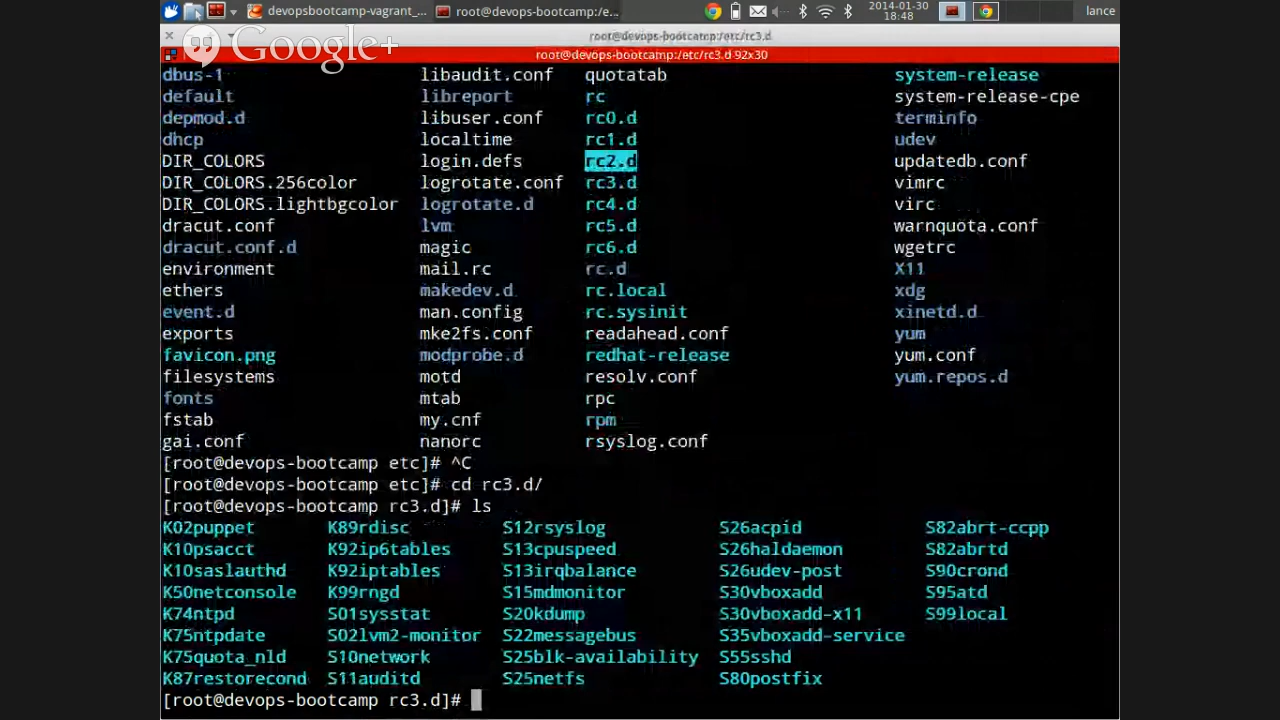 devopsbootcamp-vagrant_... root@devops-bootcamp:/e... 2014-01-30 18:48 lance
Google+
root@devops-bootcamp:/etc/rc3.d
root@devops-bootcamp:/etc/rc3.d 92x30
dbus-1 libaudit.conf quotatab system-release
default libreport rc system-release-cpe
depmod.d libuser.conf rc0.d terminfo
dhcp localtime rc1.d udev
DIR_COLORS login.defs rc2.d updatedb.conf
DIR_COLORS.256color logrotate.conf rc3.d vimrc
DIR_COLORS.lightbgcolor logrotate.d rc4.d virc
dracut.conf lvm rc5.d warnquota.conf
dracut.conf.d magic rc6.d wgetrc
environment mail.rc rc.d X11
ethers makedev.d rc.local xdg
event.d man.config rc.sysinit xinetd.d
exports mke2fs.conf readahead.conf yum
favicon.png modprobe.d redhat-release yum.conf
filesystems motd resolv.conf yum.repos.d
fonts mtab rpc
fstab my.cnf rpm
gai.conf nanorc rsyslog.conf
[root@devops-bootcamp etc]# ^C
[root@devops-bootcamp etc]# cd rc3.d/
[root@devops-bootcamp rc3.d]# ls
K02puppet K89rdisc S12rsyslog S26acpid S82abrt-ccpp
K10psacct K92ip6tables S13cpuspeed S26haldaemon S82abrtd
K10saslauthd K92iptables S13irqbalance S26udev-post S90crond
K50netconsole K99rngd S15mdmonitor S30vboxadd S95atd
K74ntpd S01sysstat S20kdump S30vboxadd-x11 S99local
K75ntpdate S02lvm2-monitor S22messagebus S35vboxadd-service
K75quota_nld S10network S25blk-availability S55sshd
K87restorecond S11auditd S25netfs S80postfix
[root@devops-bootcamp rc3.d]#